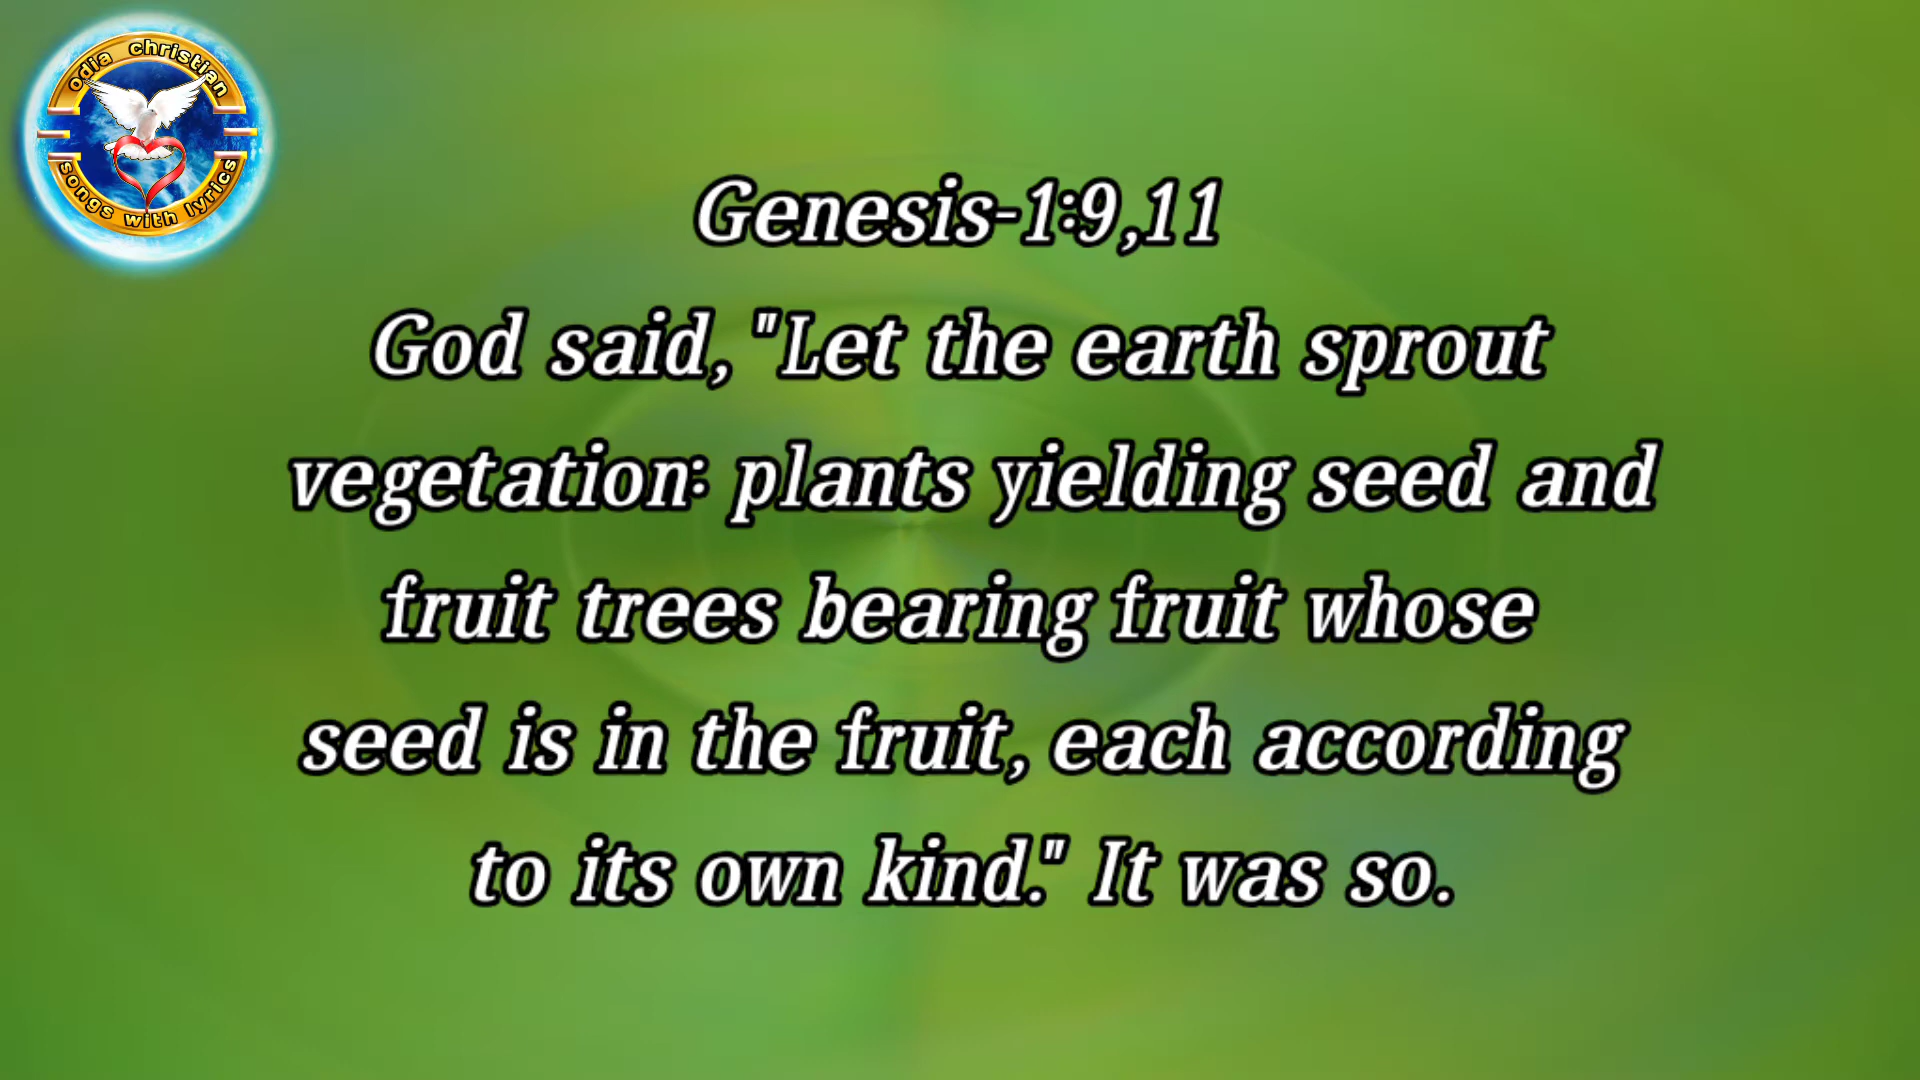 odia christian
songs with lyrics
Genesis-1:9,11
God said,"Let the earth sprout
vegetation: plants yielding seed and
fruit trees bearing fruit whose
seed is in the fruit, each according
to its own kind." It was so.